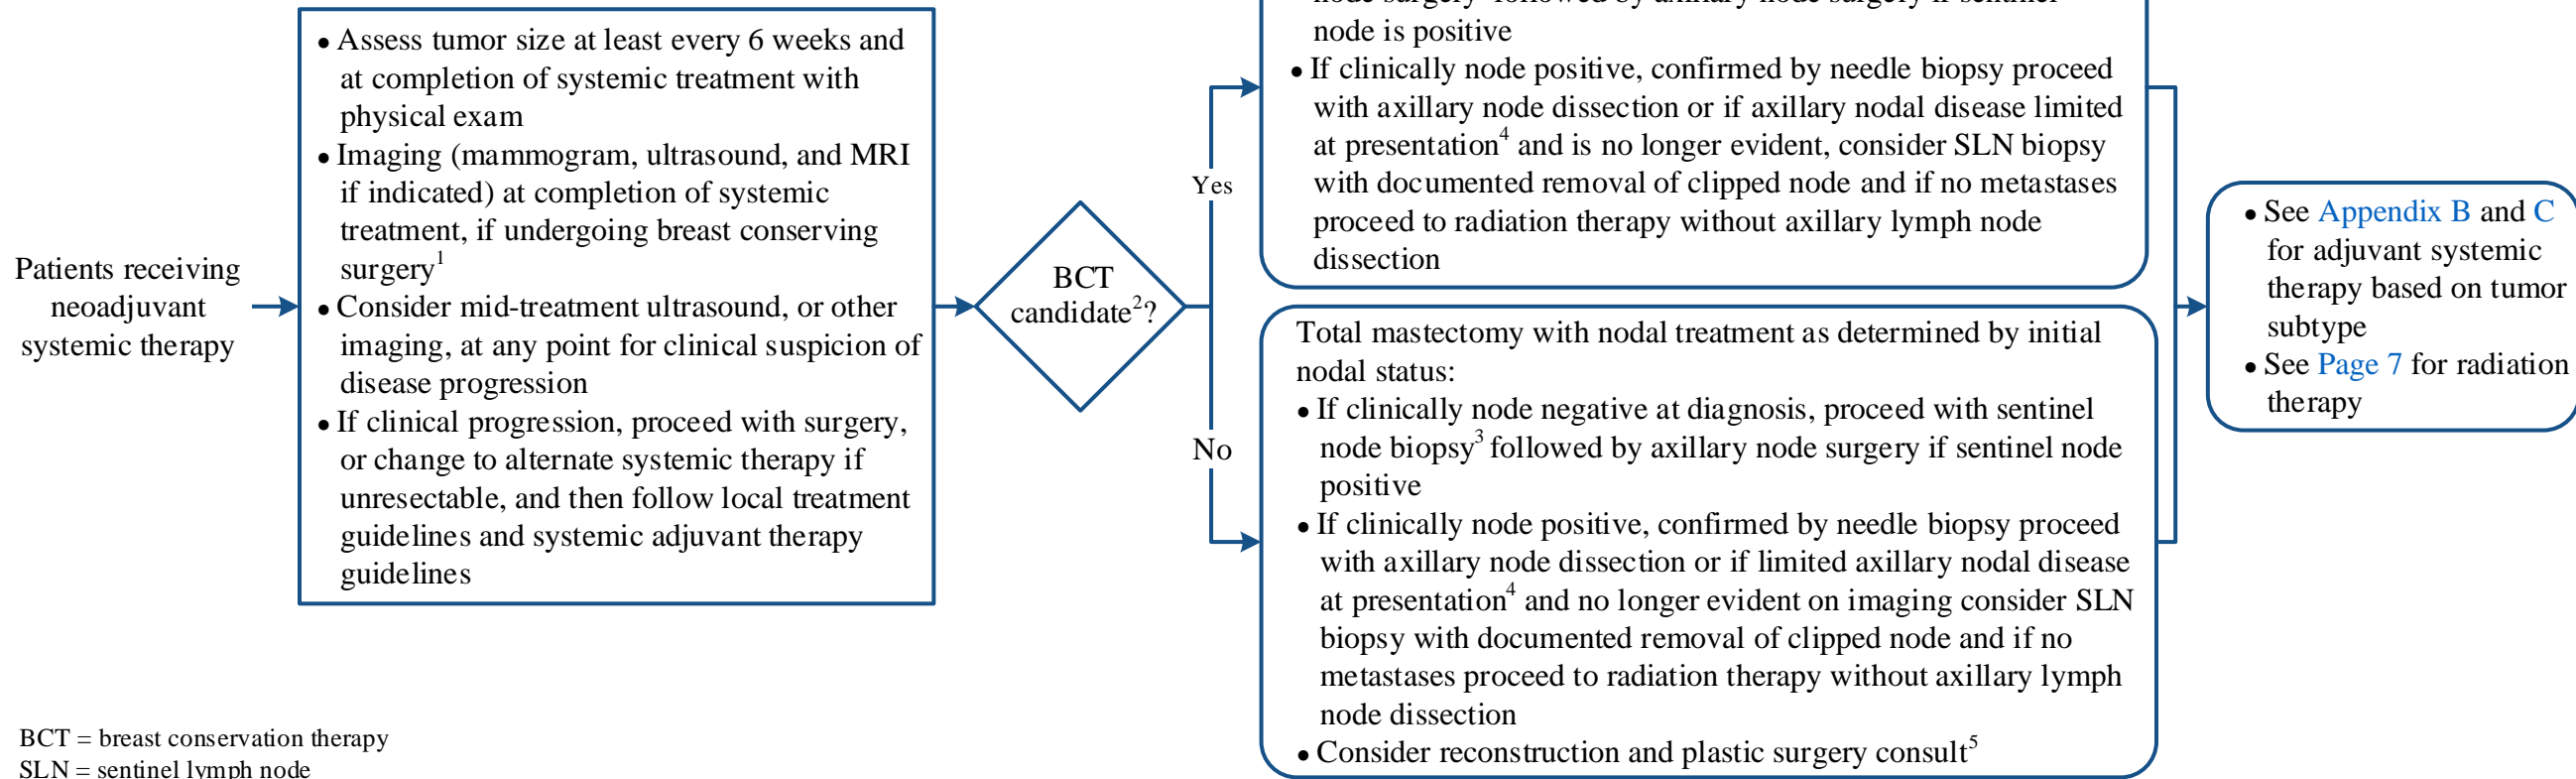 Patients receiving
neoadjuvant
systemic therapy
• Assess tumor size at least every 6 weeks and
at completion of systemic treatment with
physical exam
• Imaging (mammogram, ultrasound, and MRI
if indicated) at completion of systemic
treatment, if undergoing breast conserving
surgery¹
• Consider mid-treatment ultrasound, or other
imaging, at any point for clinical suspicion of
disease progression
• If clinical progression, proceed with surgery,
or change to alternate systemic therapy if
unresectable, and then follow local treatment
guidelines and systemic adjuvant therapy
guidelines
BCT
candidate²?
Yes
node surgery followed by axillary node surgery if sentinel
node is positive
• If clinically node positive, confirmed by needle biopsy proceed
with axillary node dissection or if axillary nodal disease limited
at presentation⁴ and is no longer evident, consider SLN biopsy
with documented removal of clipped node and if no metastases
proceed to radiation therapy without axillary lymph node
dissection
No
Total mastectomy with nodal treatment as determined by initial
nodal status:
• If clinically node negative at diagnosis, proceed with sentinel
node biopsy³ followed by axillary node surgery if sentinel node
positive
• If clinically node positive, confirmed by needle biopsy proceed
with axillary node dissection or if limited axillary nodal disease
at presentation⁴ and no longer evident on imaging consider SLN
biopsy with documented removal of clipped node and if no
metastases proceed to radiation therapy without axillary lymph
node dissection
• Consider reconstruction and plastic surgery consult⁵
• See Appendix B and C
for adjuvant systemic
therapy based on tumor
subtype
• See Page 7 for radiation
therapy
BCT = breast conservation therapy
SLN = sentinel lymph node